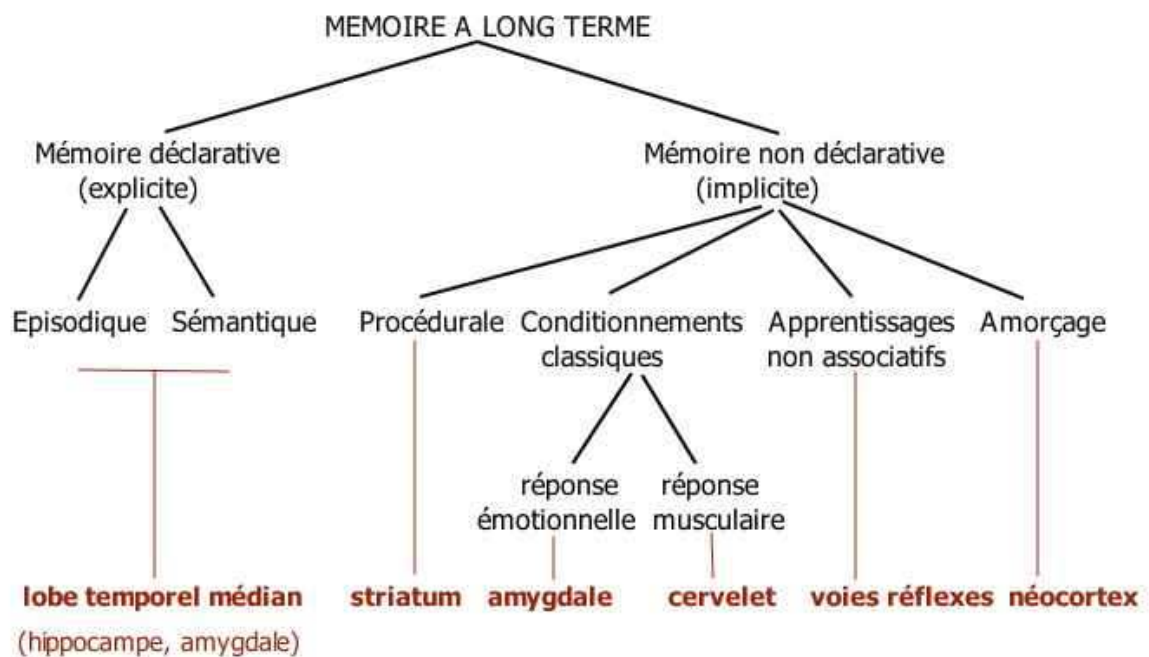 MEMOIRE A LONG TERME
Mémoire déclarative
(explicite)
Mémoire non déclarative
(implicite)
Episodique
Sémantique
Procédurale
Conditionnements
classiques
Apprentissages
non associatifs
Amorçage
réponse
émotionnelle
réponse
musculaire
lobe temporel médian
(hippocampe, amygdale)
striatum
amygdale
cervelet
voies réflexes
néocortex